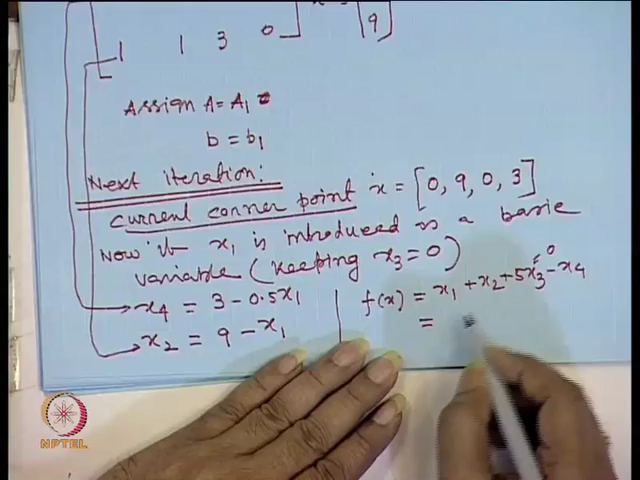 1 1 3 0 ] x = [ 9 ]
Assign A = A₁
b = b₁
Next iteration:
current corner point x = [0, 9, 0, 3]
Now if x₁ is introduced as a basic
variable (keeping x₃ = 0)
x₄ = 3 - 0.5x₁
x₂ = 9 - x₁
f(x) = x₁ + x₂ + 5x₃ - x₄
0
=
NPTEL